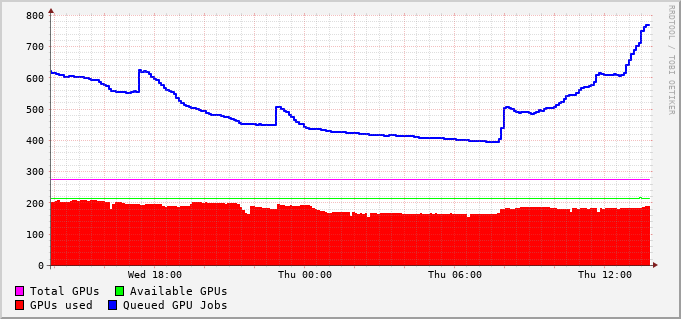 800
700
600
500
400
300
200
100
0
Wed 18:00 Thu 00:00 Thu 06:00 Thu 12:00
Total GPUs Available GPUs
GPUs used Queued GPU Jobs
RRDTOOL / TOBI OETIKER